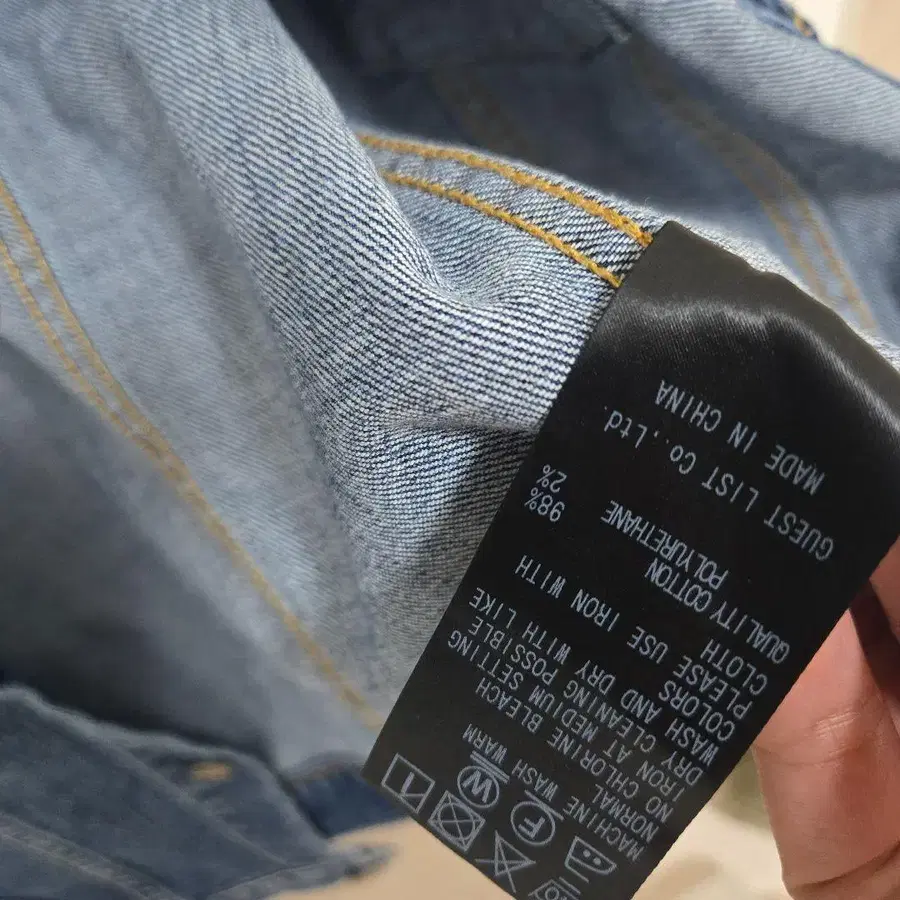 F W 1
MACHINE WASH WARM
NORMAL
NO CHLORINE BLEACH
IRON AT MEDIUM SETTING
DRY CLEANING POSSIBLE
WASH AND DRY WITH LIKE
COLORS
PLEASE USE IRON WITH
CLOTH
QUALITY COTTON 98%
POLYURETHANE 2%
GUEST LIST Co.,Ltd.
MADE IN CHINA